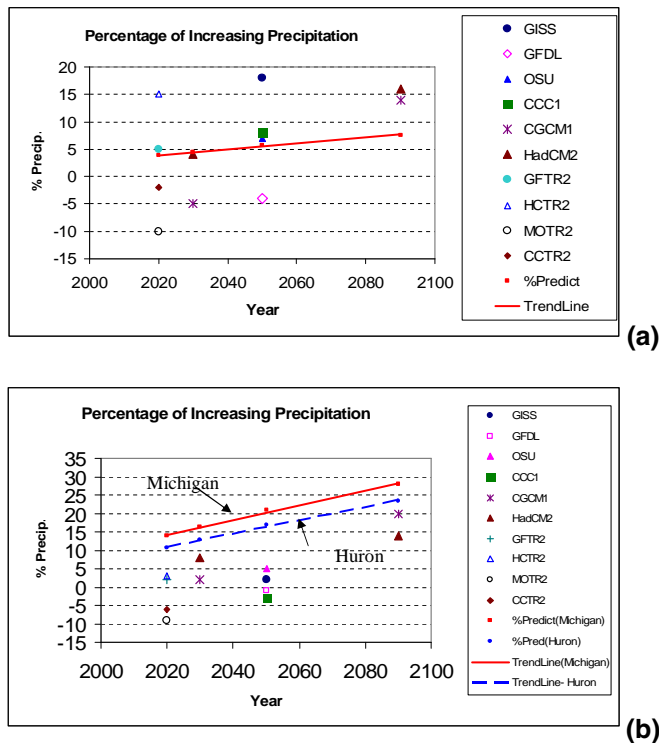 Percentage of Increasing Precipitation
20
15
10
5
0
-5
-10
-15
% Precip.
2000 2020 2040 2060 2080 2100
Year
GISS
GFDL
OSU
CCC1
CGCM1
HadCM2
GFTR2
HCTR2
MOTR2
CCTR2
%Predict
TrendLine
(a)
Percentage of Increasing Precipitation
35
30
25
20
15
10
5
0
-5
-10
-15
% Precip.
Michigan
Huron
2000 2020 2040 2060 2080 2100
Year
GISS
GFDL
OSU
CCC1
CGCM1
HadCM2
GFTR2
HCTR2
MOTR2
CCTR2
%Predict(Michigan)
%Pred(Huron)
TrendLine(Michigan)
TrendLine- Huron
(b)